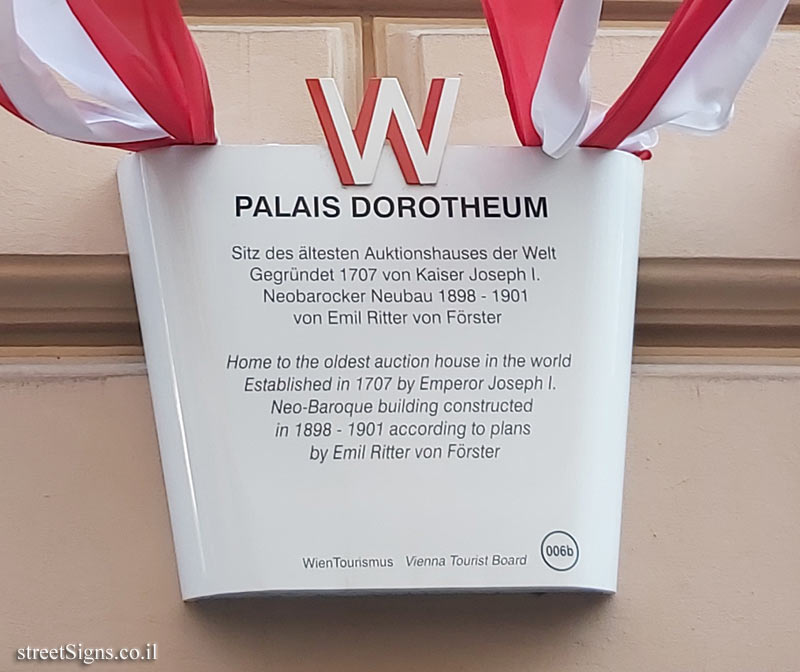 W
PALAIS DOROTHEUM
Sitz des ältesten Auktionshauses der Welt
Gegründet 1707 von Kaiser Joseph I.
Neobarocker Neubau 1898 - 1901
von Emil Ritter von Förster
Home to the oldest auction house in the world
Established in 1707 by Emperor Joseph I.
Neo-Baroque building constructed
in 1898 - 1901 according to plans
by Emil Ritter von Förster
WienTourismus Vienna Tourist Board 006b
streetSigns.co.il